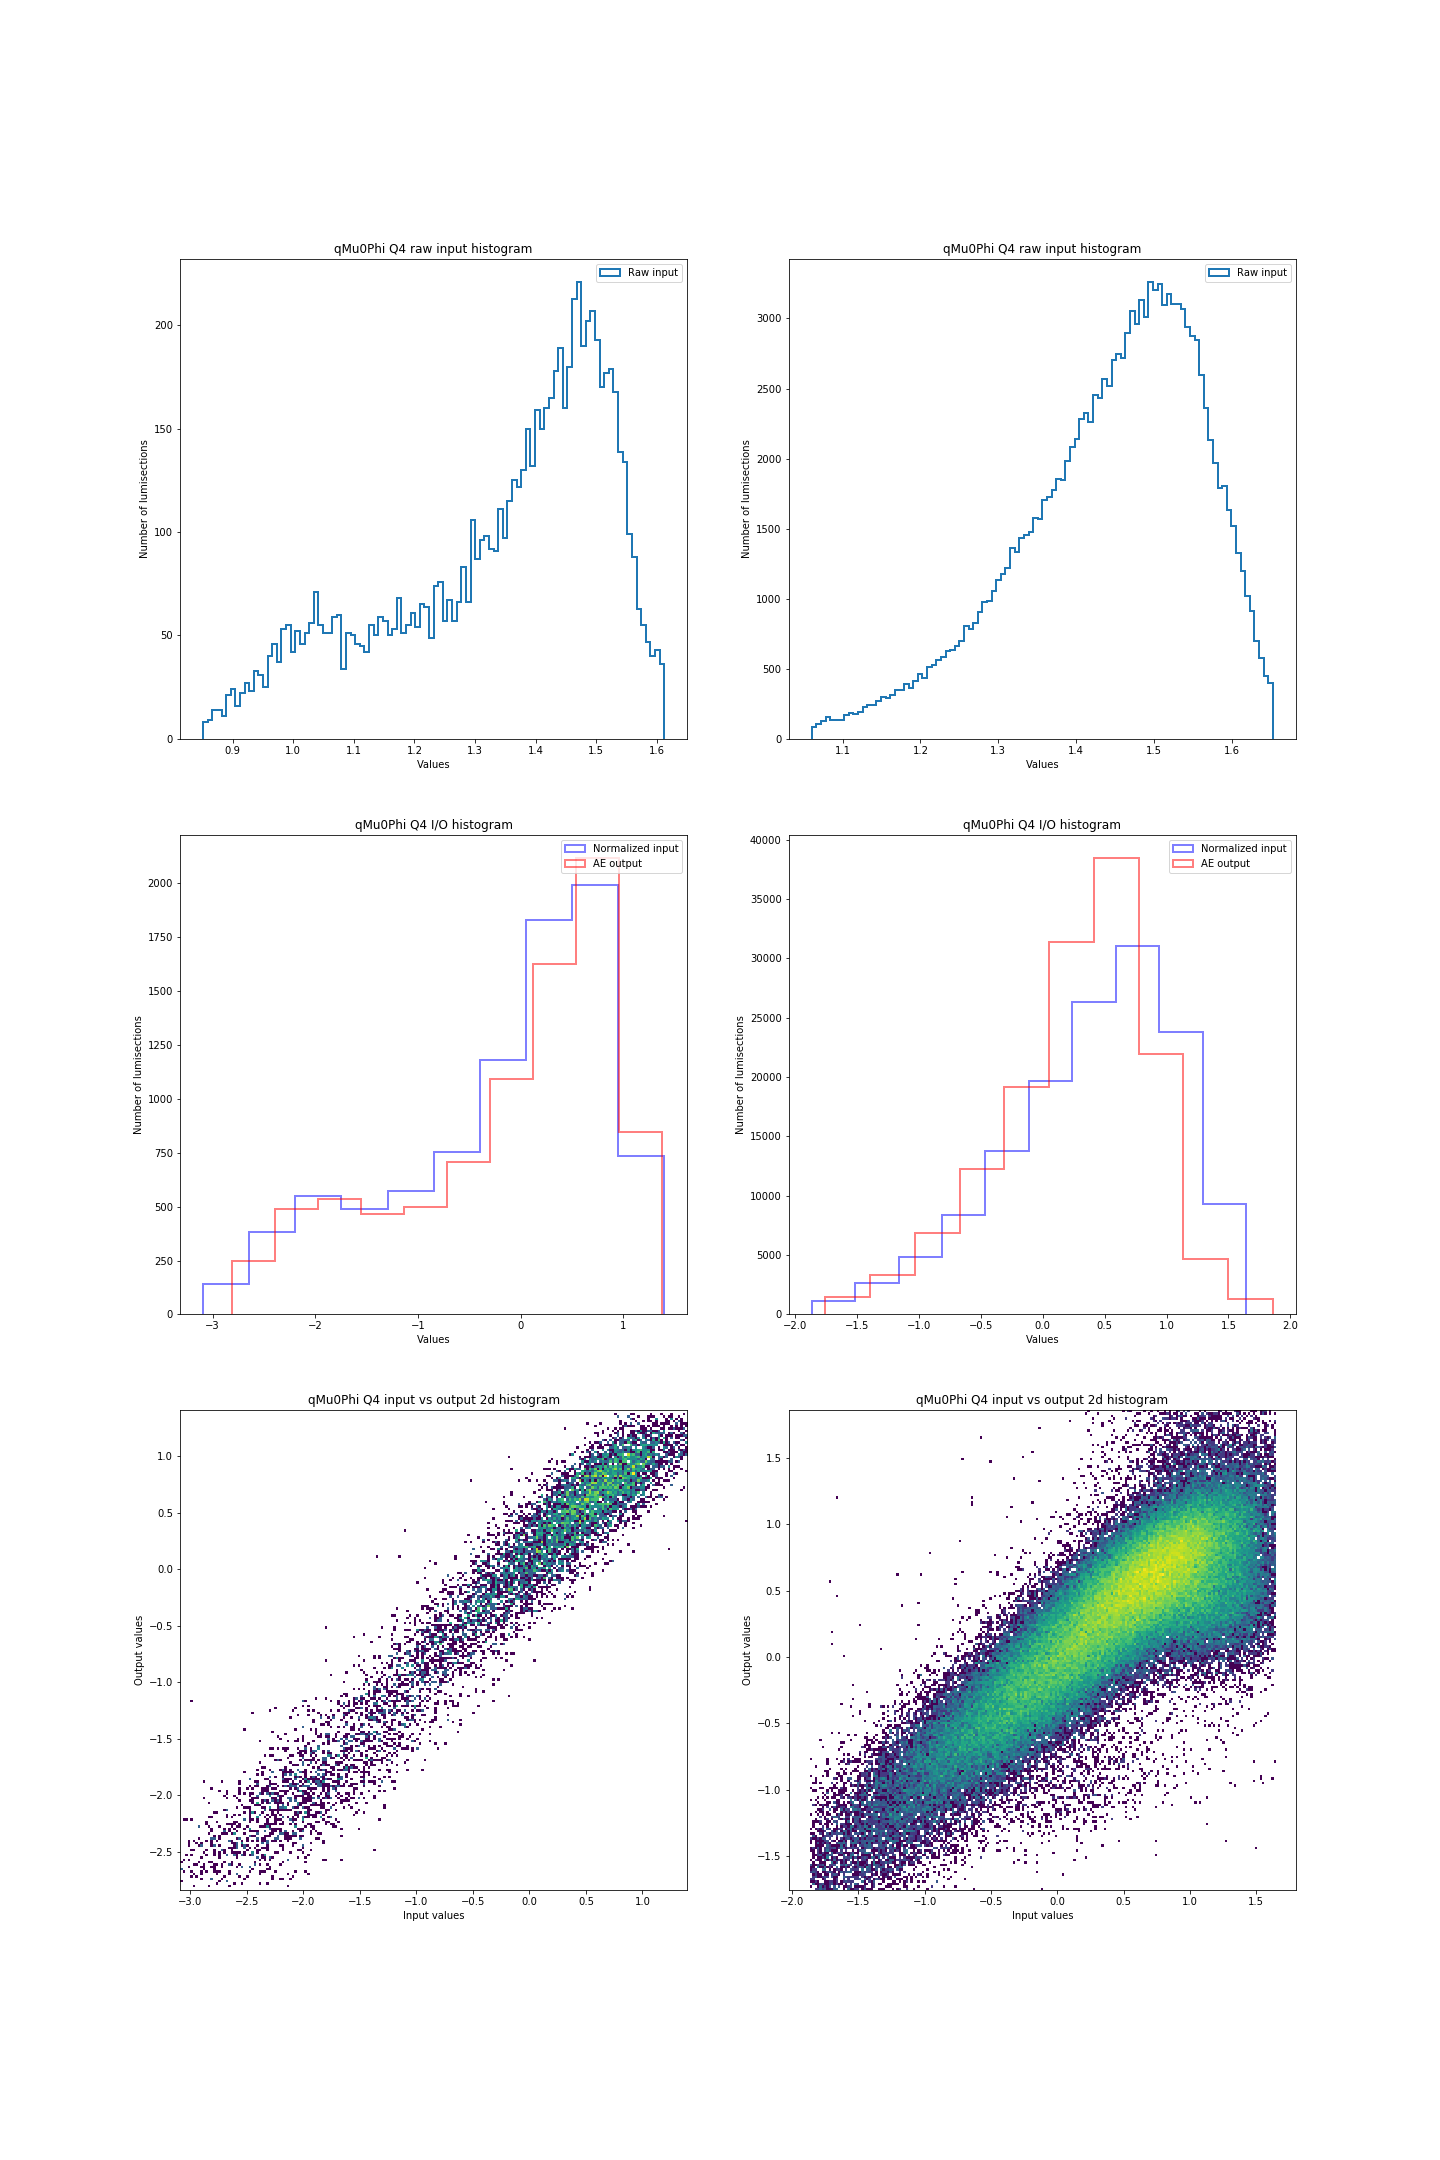 qMu0Phi Q4 raw input histogram
Raw input
Number of lumisections
200
150
100
50
0
0.9 1.0 1.1 1.2 1.3 1.4 1.5 1.6
Values
qMu0Phi Q4 raw input histogram
Raw input
Number of lumisections
3000
2500
2000
1500
1000
500
0
1.1 1.2 1.3 1.4 1.5 1.6
Values
qMu0Phi Q4 I/O histogram
Normalized input
AE output
Number of lumisections
2000
1750
1500
1250
1000
750
500
250
0
−3 −2 −1 0 1
Values
qMu0Phi Q4 I/O histogram
Normalized input
AE output
Number of lumisections
40000
35000
30000
25000
20000
15000
10000
5000
0
−2.0 −1.5 −1.0 −0.5 0.0 0.5 1.0 1.5 2.0
Values
qMu0Phi Q4 input vs output 2d histogram
Output values
1.0
0.5
0.0
−0.5
−1.0
−1.5
−2.0
−2.5
−3.0 −2.5 −2.0 −1.5 −1.0 −0.5 0.0 0.5 1.0
Input values
qMu0Phi Q4 input vs output 2d histogram
Output values
1.5
1.0
0.5
0.0
−0.5
−1.0
−1.5
−2.0 −1.5 −1.0 −0.5 0.0 0.5 1.0 1.5
Input values